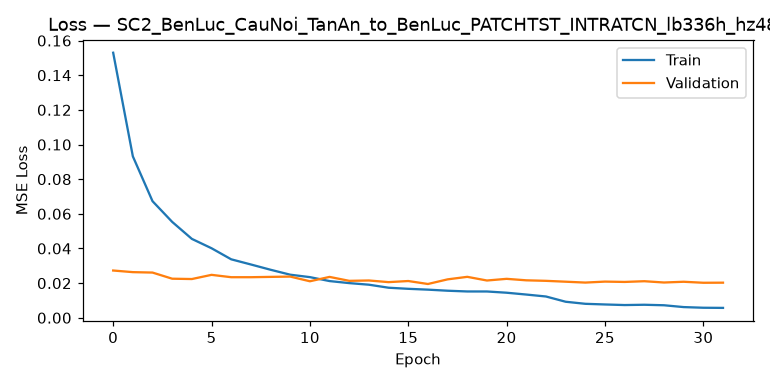 Loss — SC2_BenLuc_CauNoi_TanAn_to_BenLuc_PATCHTST_INTRATCN_lb336h_hz48
0.16
0.14
0.12
0.10
0.08
0.06
0.04
0.02
0.00
MSE Loss
Train
Validation
0 5 10 15 20 25 30
Epoch